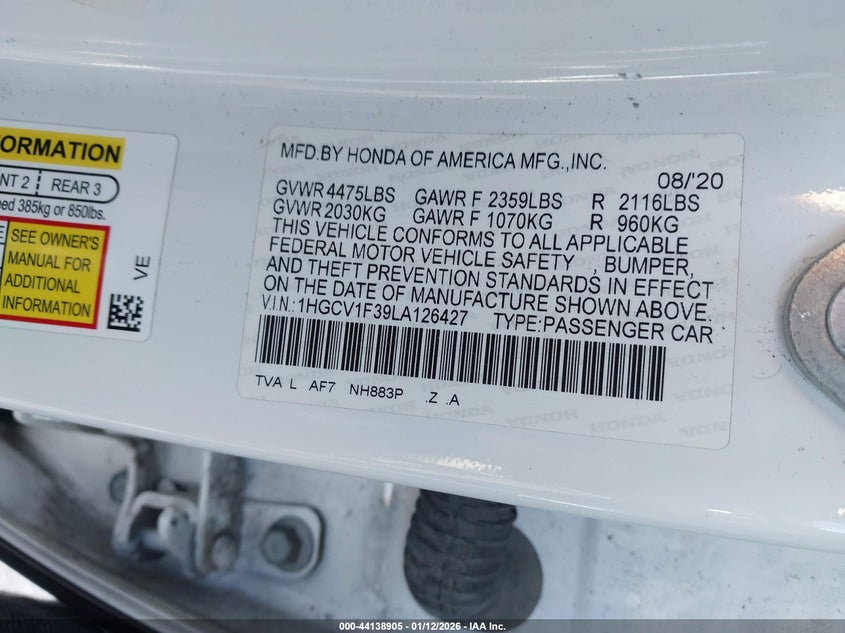 FORMATION
NT 2 REAR 3
eed 385kg or 850lbs.
SEE OWNER'S
MANUAL FOR
ADDITIONAL
INFORMATION
VE
MFD.BY HONDA OF AMERICA MFG.,INC.
08/'20
GVWR 4475LBS GAWR F 2359LBS R 2116LBS
GVWR 2030KG GAWR F 1070KG R 960KG
THIS VEHICLE CONFORMS TO ALL APPLICABLE
FEDERAL MOTOR VEHICLE SAFETY , BUMPER,
AND THEFT PREVENTION STANDARDS IN EFFECT
ON THE DATE OF MANUFACTURE SHOWN ABOVE.
V.I.N.:1HGCV1F39LA126427 TYPE:PASSENGER CAR
TVA L AF7 NH883P .Z .A
HONDA HONDA
000-44138905 - 01/12/2026 - IAA Inc.